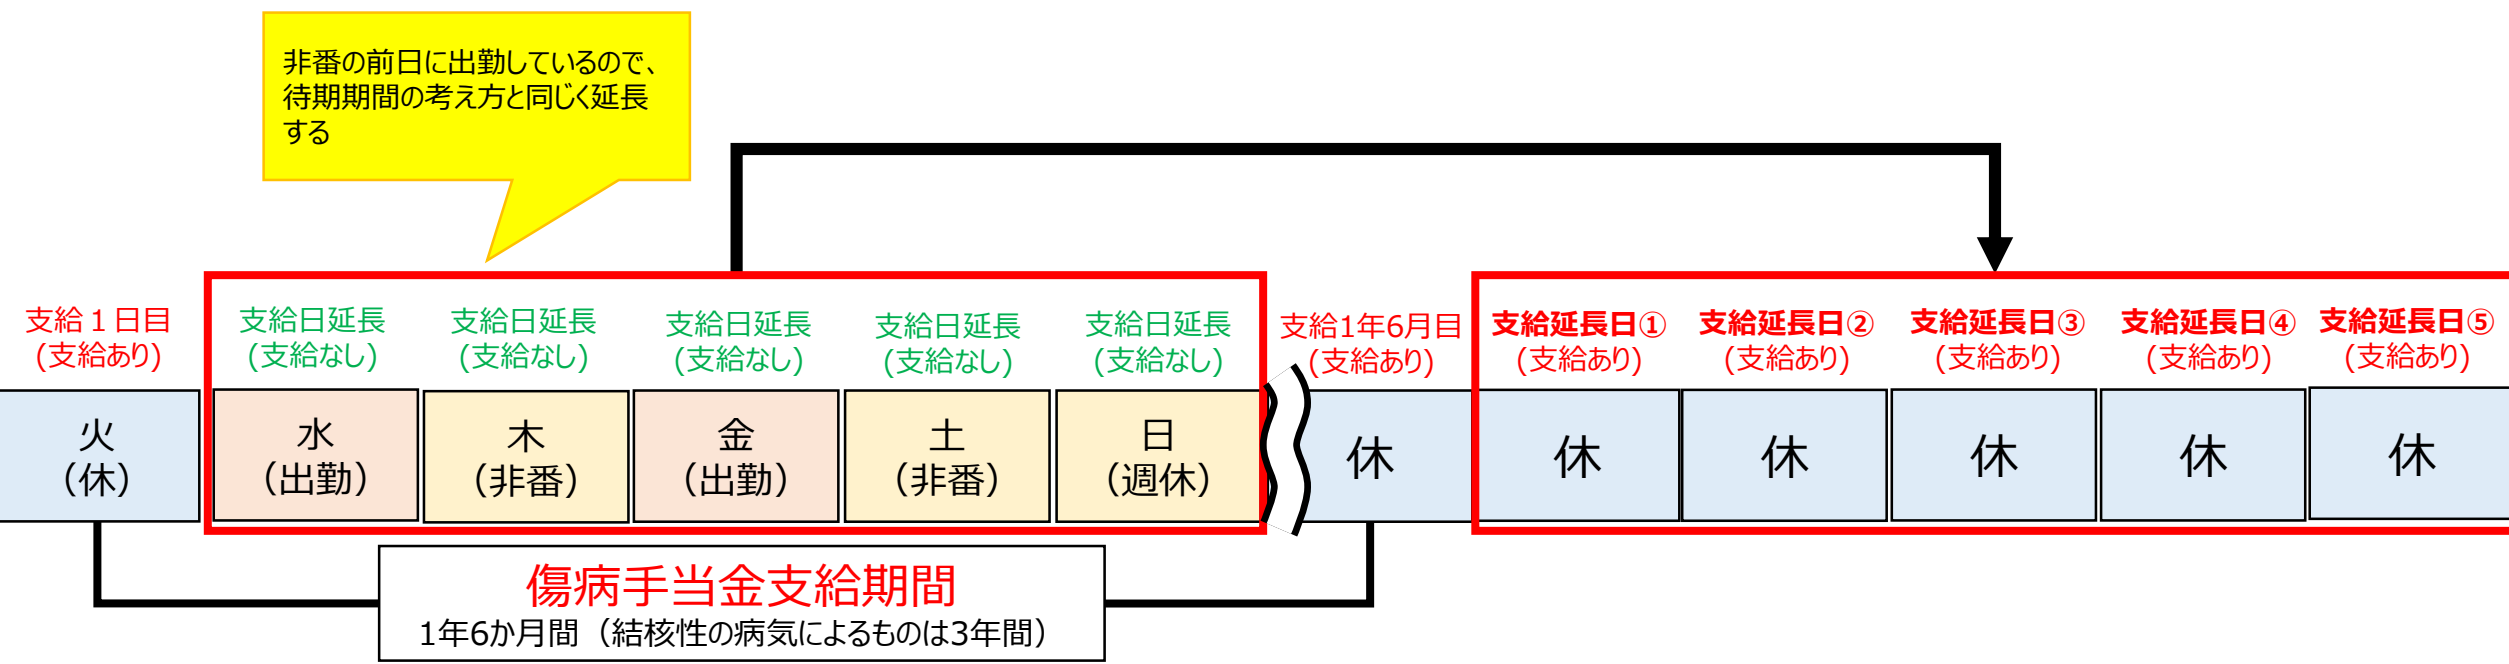 非番の前日に出勤しているので、
待期期間の考え方と同じく延長
する
支給１日目
(支給あり)
支給日延長
(支給なし)
支給日延長
(支給なし)
支給日延長
(支給なし)
支給日延長
(支給なし)
支給日延長
(支給なし)
支給1年6月目
(支給あり)
支給延長日①
(支給あり)
支給延長日②
(支給あり)
支給延長日③
(支給あり)
支給延長日④
(支給あり)
支給延長日⑤
(支給あり)
火
（休）
水
（出勤）
木
（非番）
金
（出勤）
土
（非番）
日
（週休）
休
休
休
休
休
休
傷病手当金支給期間
1年6か月間（結核性の病気によるものは3年間）